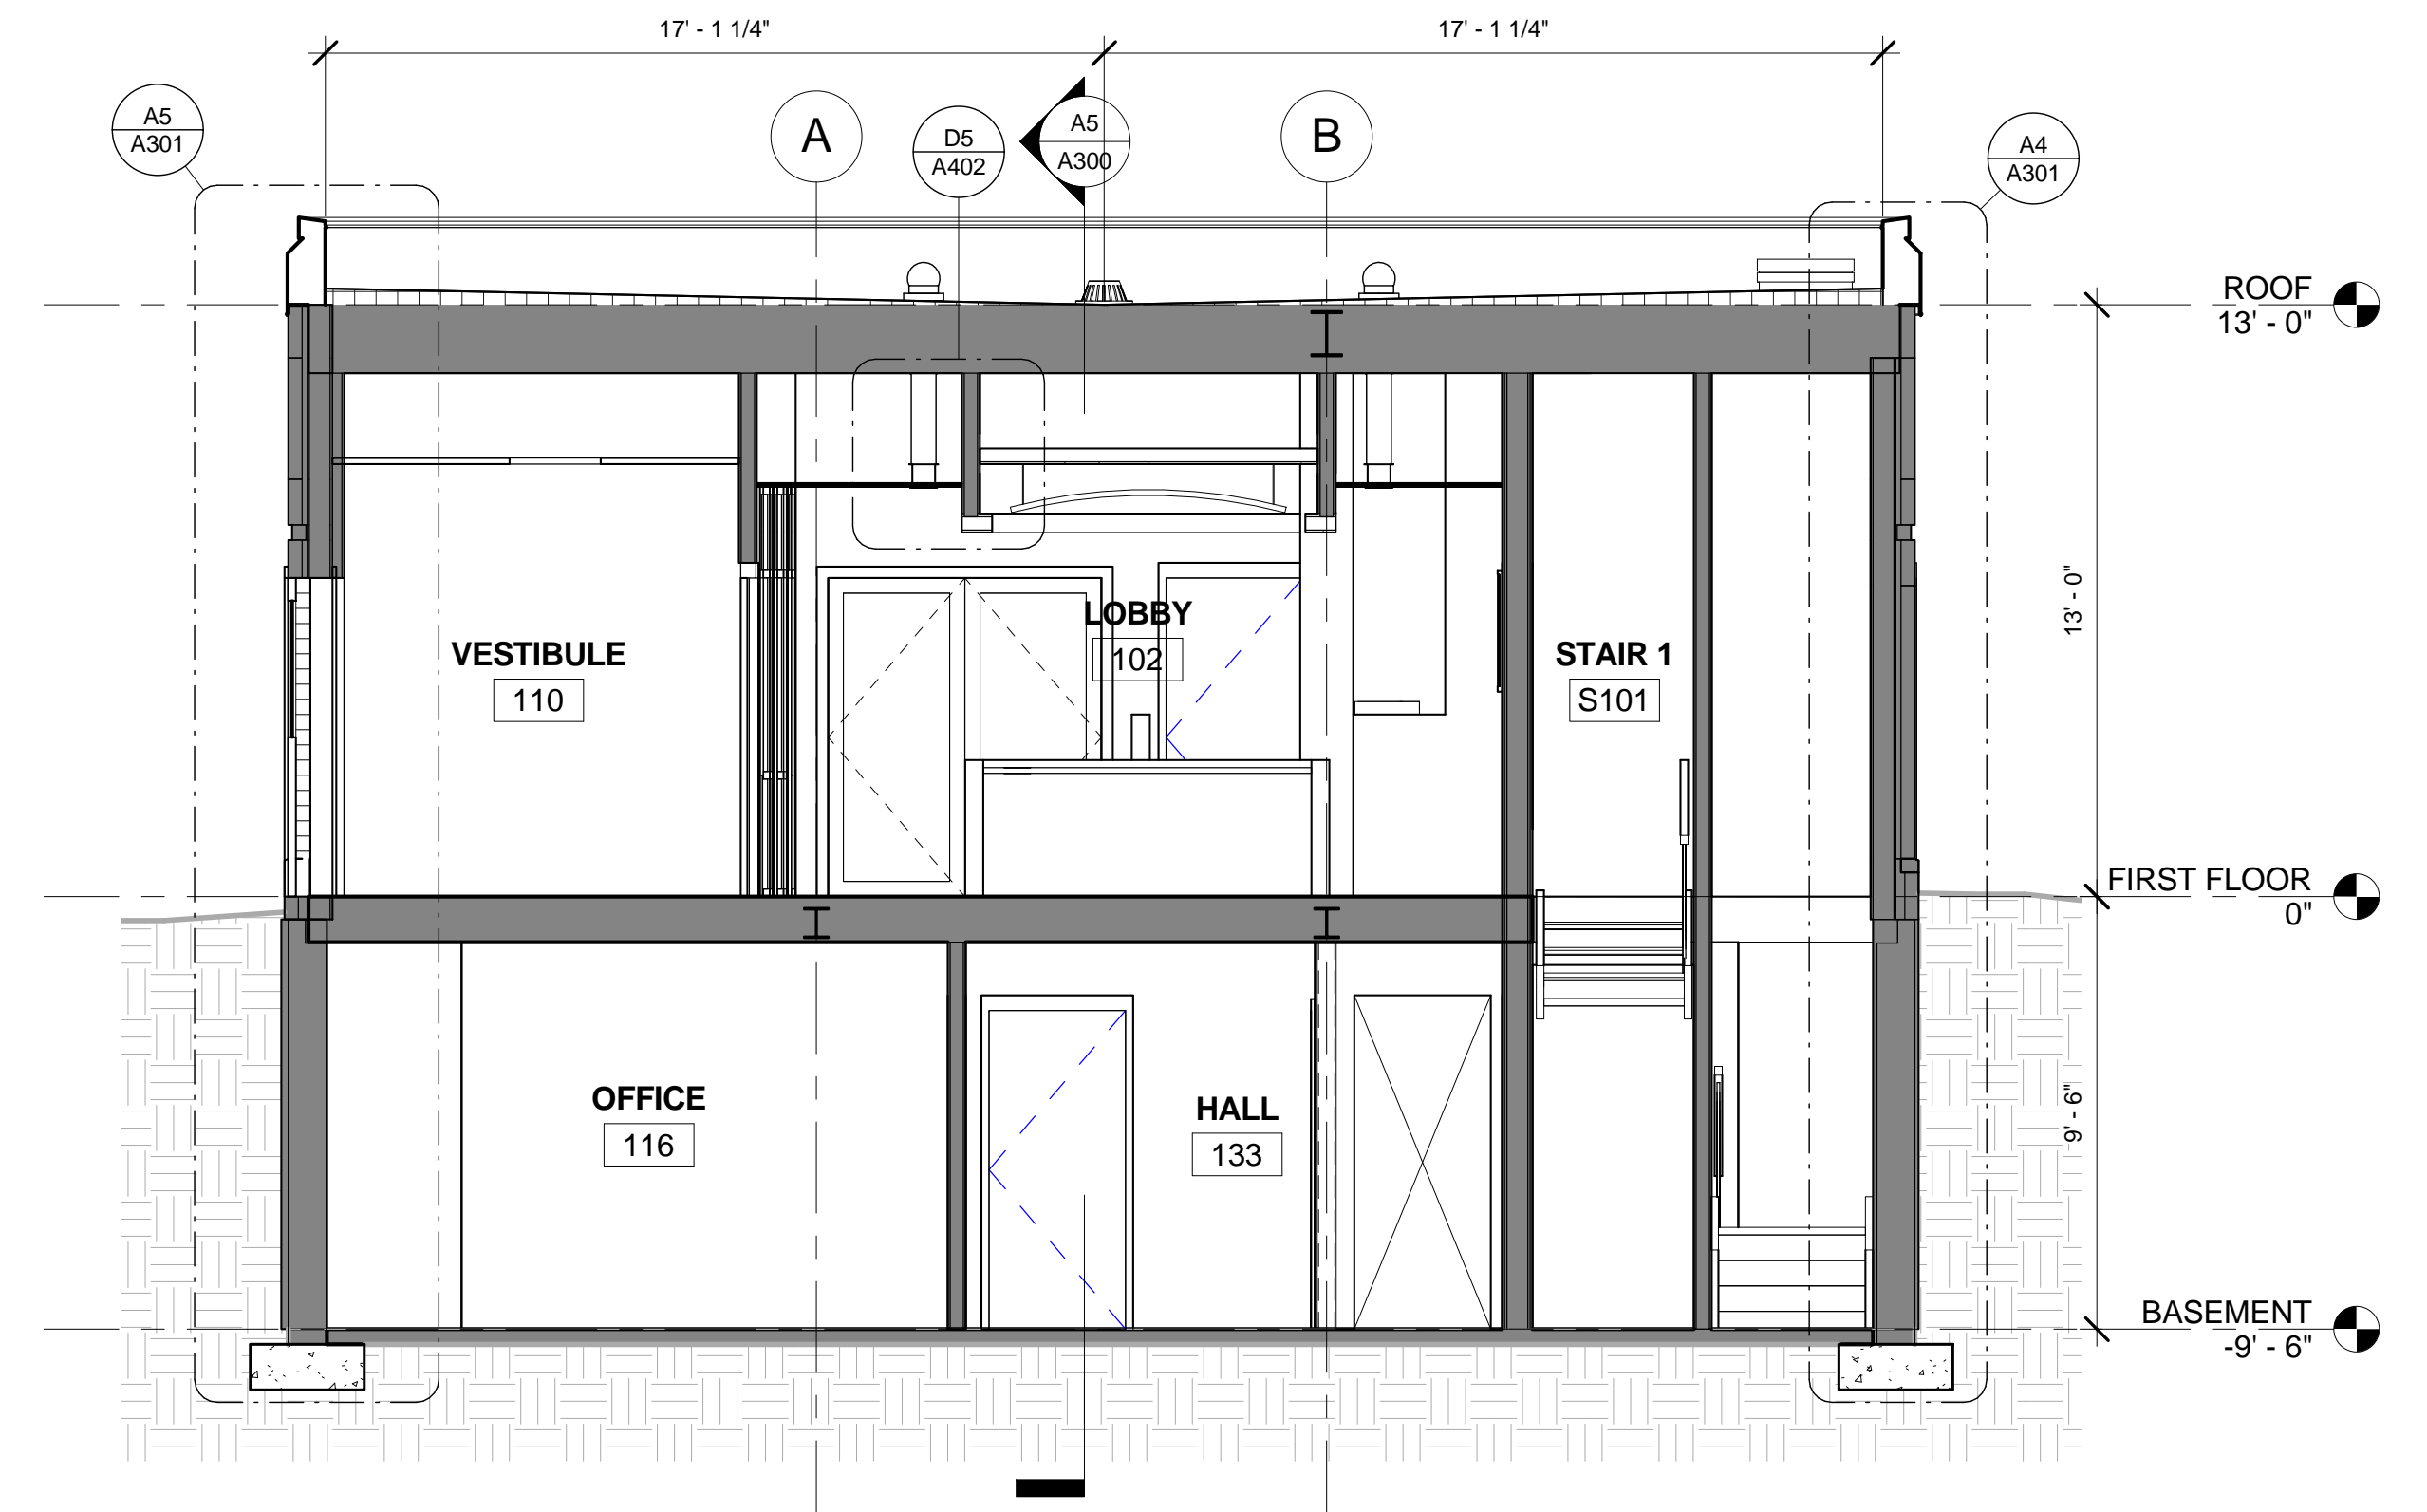 17' - 1 1/4"
17' - 1 1/4"
A5
A301
A
D5
A402
A5
A300
B
A4
A301
ROOF
13' - 0"
LOBBY
102
VESTIBULE
110
STAIR 1
S101
13' - 0"
FIRST FLOOR
0"
OFFICE
116
HALL
133
9' - 6"
BASEMENT
-9' - 6"